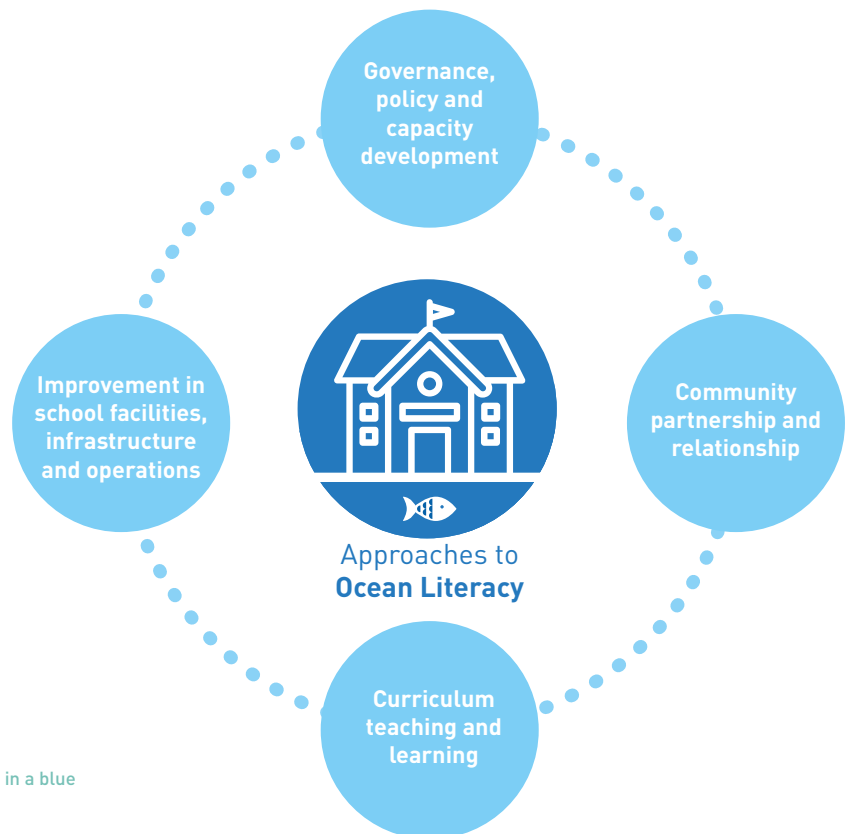 Governance,
policy and
capacity
development
Improvement in
school facilities,
infrastructure
and operations
Community
partnership and
relationship
Approaches to
Ocean Literacy
Curriculum
teaching and
learning
in a blue